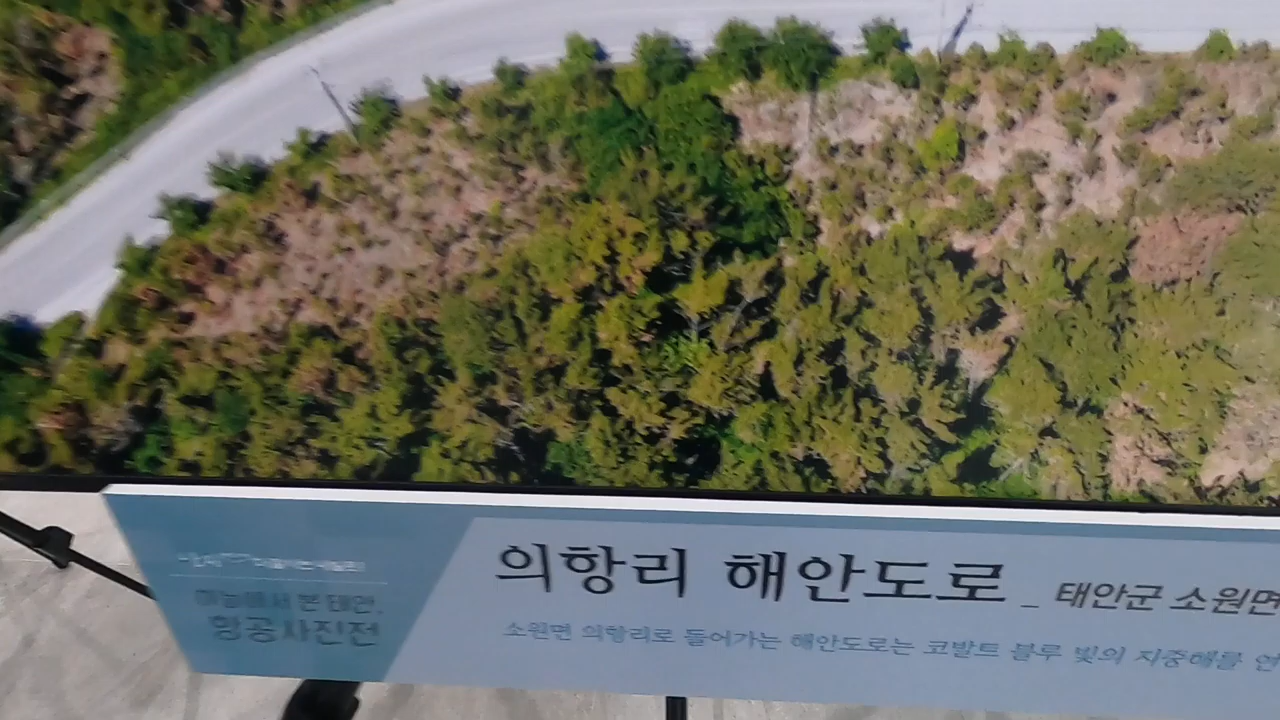 하늘에서 본 태안,
항공사진전
의항리 해안도로 _ 태안군 소원면
소원면 의항리로 들어가는 해안도로는 코발트 블루 빛의 지중해를 연